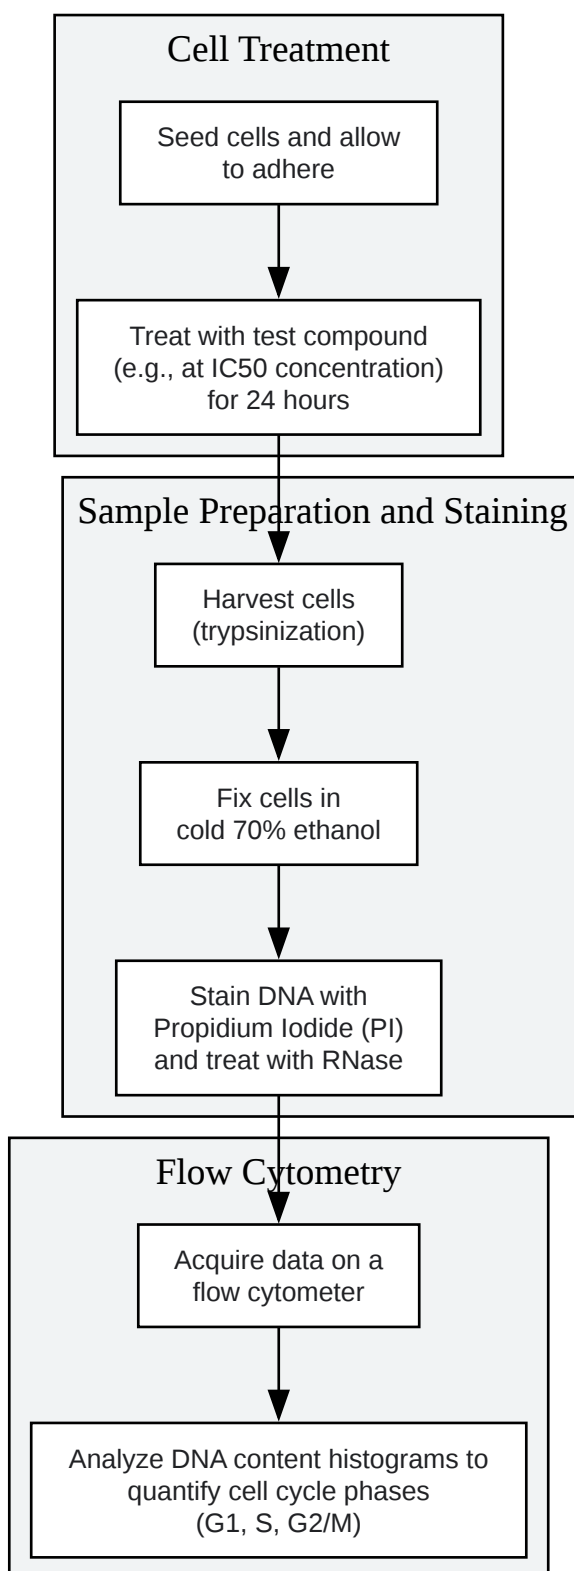 Cell Treatment
Seed cells and allow
to adhere
Treat with test compound
(e.g., at IC50 concentration)
for 24 hours
Sample Preparation and Staining
Harvest cells
(trypsinization)
Fix cells in
cold 70% ethanol
Stain DNA with
Propidium Iodide (PI)
and treat with RNase
Flow Cytometry
Acquire data on a
flow cytometer
Analyze DNA content histograms to
quantify cell cycle phases
(G1, S, G2/M)